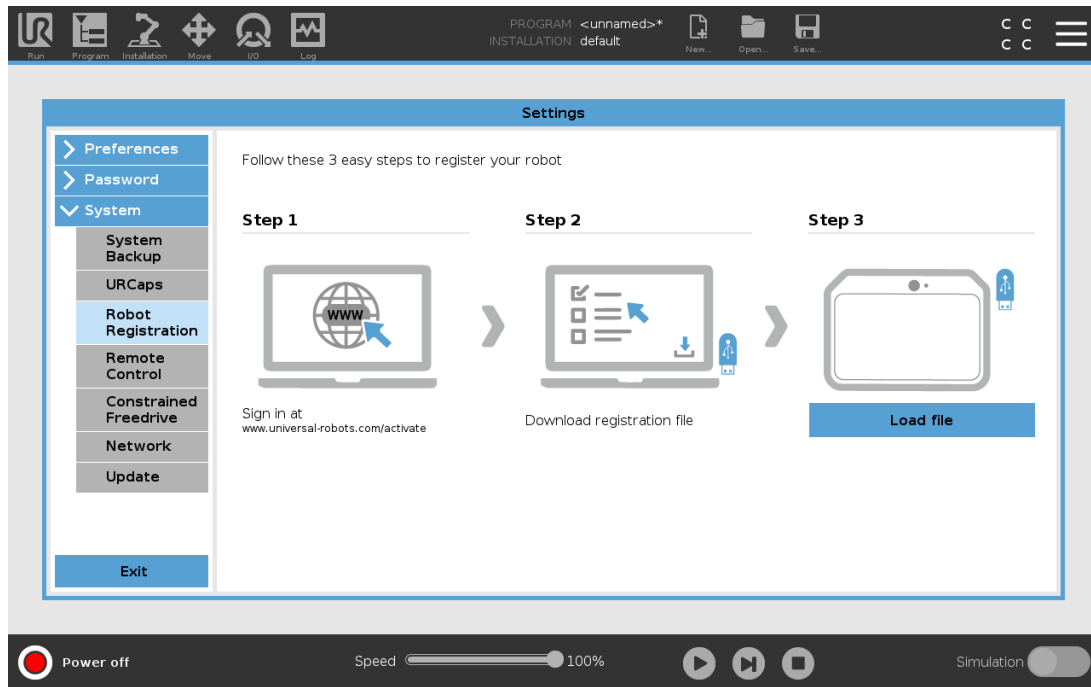 UR
PROGRAM <unnamed>*
INSTALLATION default
Run
Program
Installation
Move
I/O
Log
New...
Open...
Save...
C C
C C
Settings
Preferences
Password
System
System
Backup
URCaps
Robot
Registration
Remote
Control
Constrained
Freedrive
Network
Update
Exit
Follow these 3 easy steps to register your robot
Step 1
Step 2
Step 3
www
Sign in at
www.universal-robots.com/activate
Download registration file
Load file
Power off
Speed
100%
Simulation